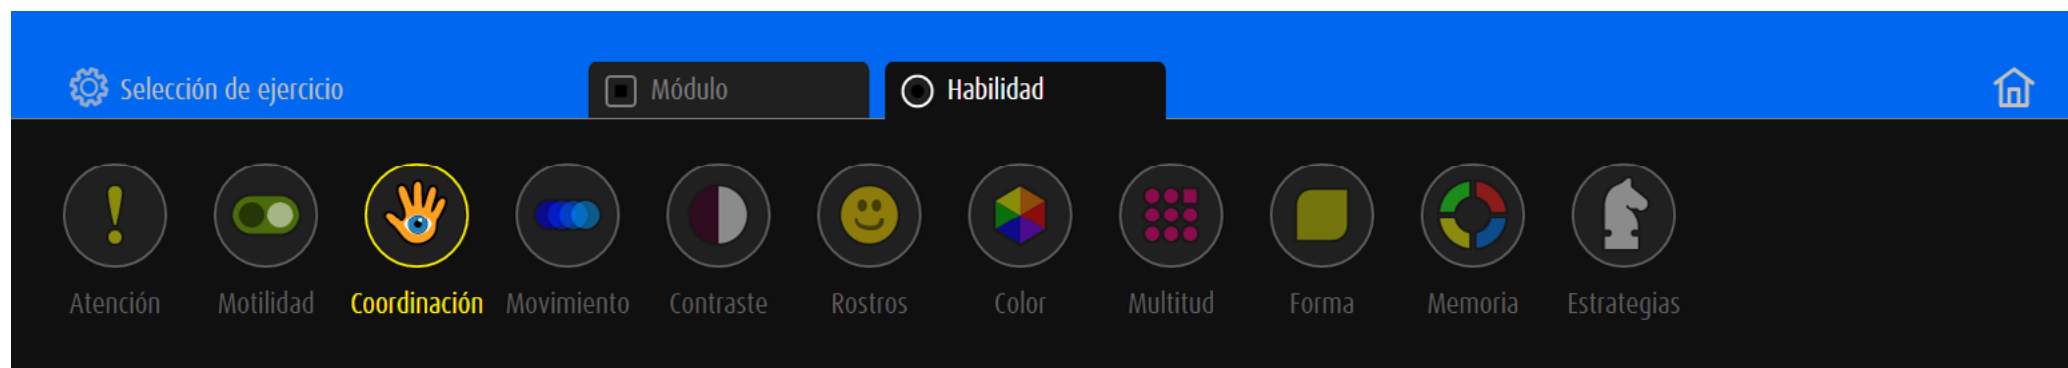 Selección de ejercicio Módulo Habilidad
Atención Motilidad Coordinación Movimiento Contraste Rostros Color Multitud Forma Memoria Estrategias